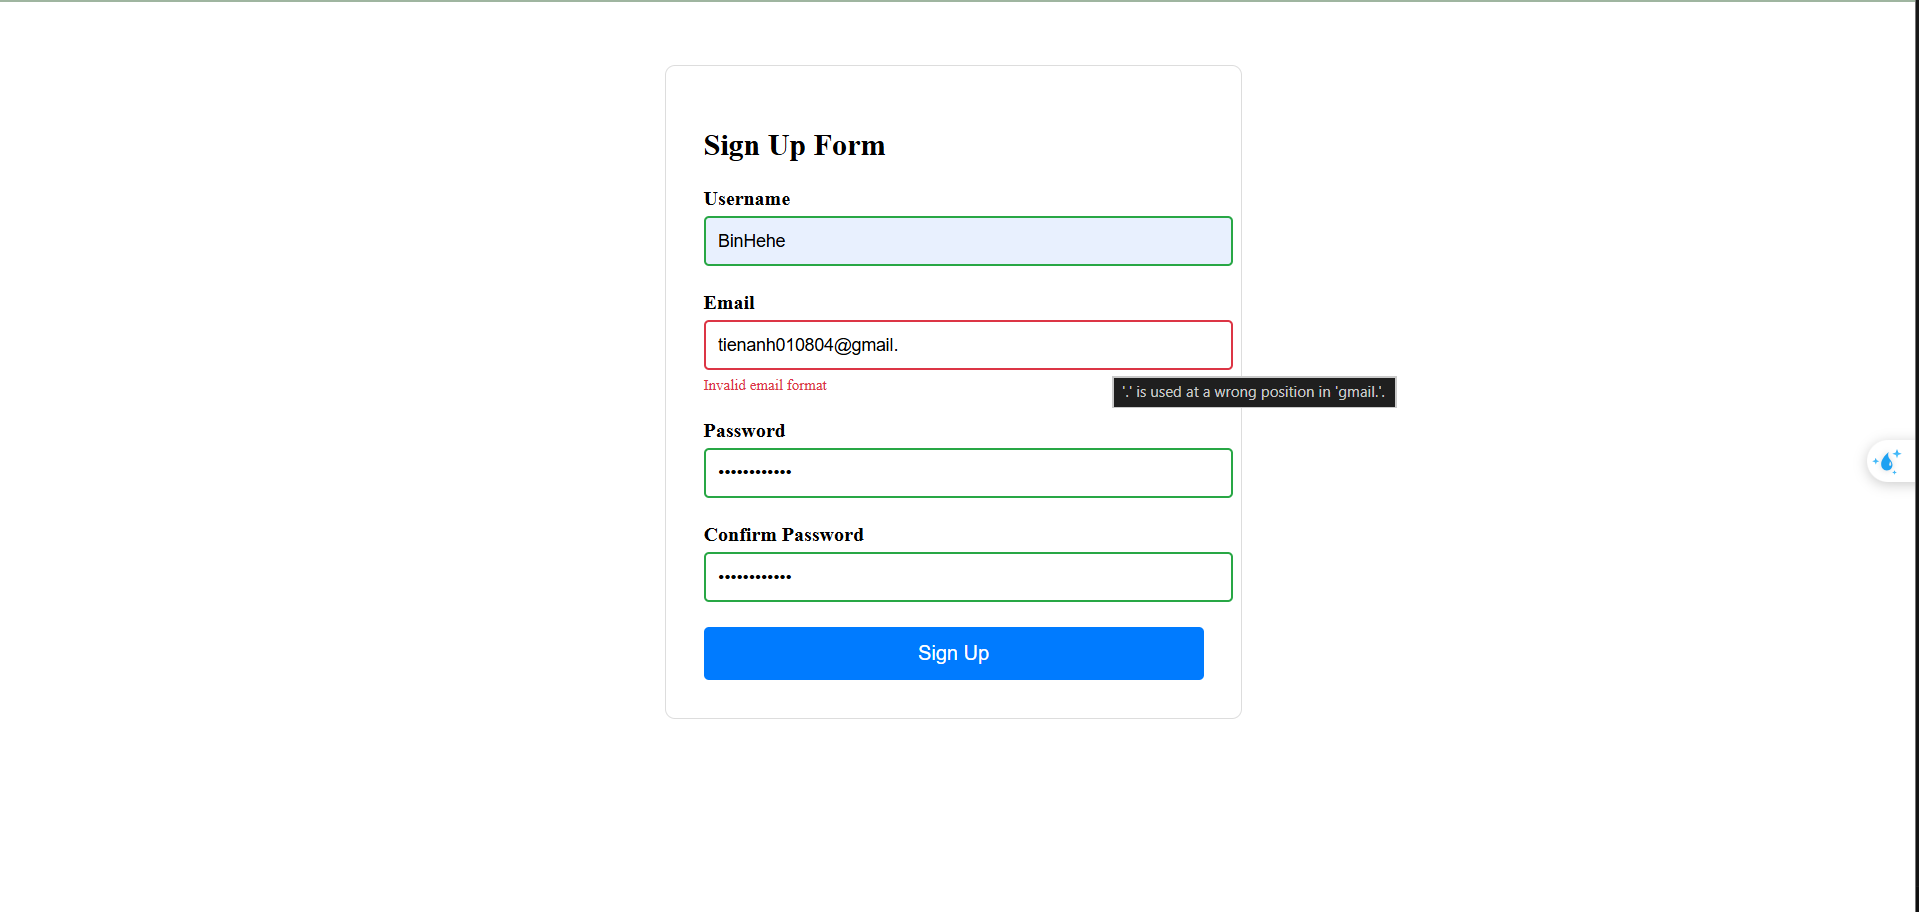 Sign Up Form
Username
BinHehe
Email
tienanh010804@gmail.
Invalid email format
'.' is used at a wrong position in 'gmail.'.
Password
••••••••••••
Confirm Password
••••••••••••
Sign Up